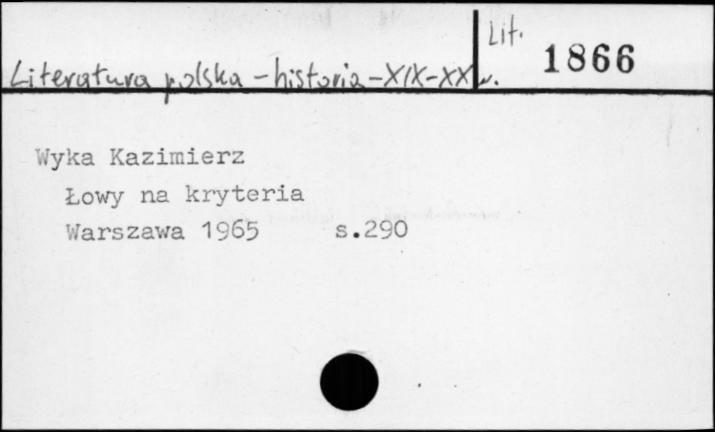 Lit.
1866
Literatura polska - historia - XIX-XX w.
Wyka Kazimierz
Łowy na kryteria
Warszawa 1965 s.290